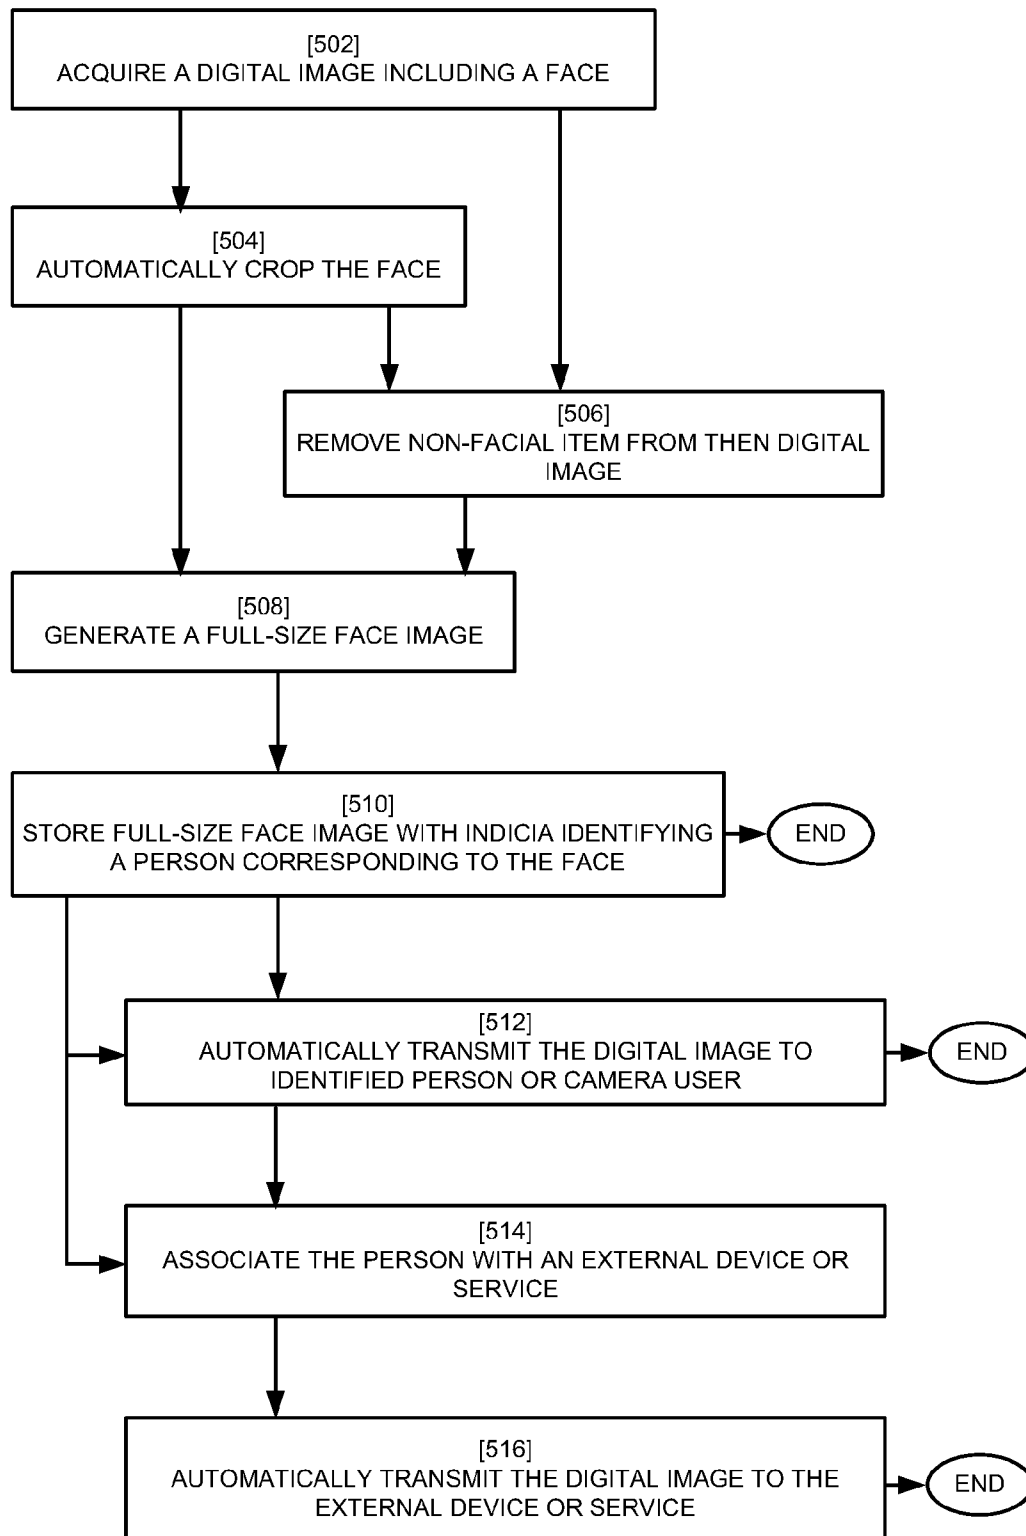 [502]
ACQUIRE A DIGITAL IMAGE INCLUDING A FACE
[504]
AUTOMATICALLY CROP THE FACE
[506]
REMOVE NON-FACIAL ITEM FROM THEN DIGITAL
IMAGE
[508]
GENERATE A FULL-SIZE FACE IMAGE
[510]
STORE FULL-SIZE FACE IMAGE WITH INDICIA IDENTIFYING
A PERSON CORRESPONDING TO THE FACE
END
[512]
AUTOMATICALLY TRANSMIT THE DIGITAL IMAGE TO
IDENTIFIED PERSON OR CAMERA USER
END
[514]
ASSOCIATE THE PERSON WITH AN EXTERNAL DEVICE OR
SERVICE
[516]
AUTOMATICALLY TRANSMIT THE DIGITAL IMAGE TO THE
EXTERNAL DEVICE OR SERVICE
END